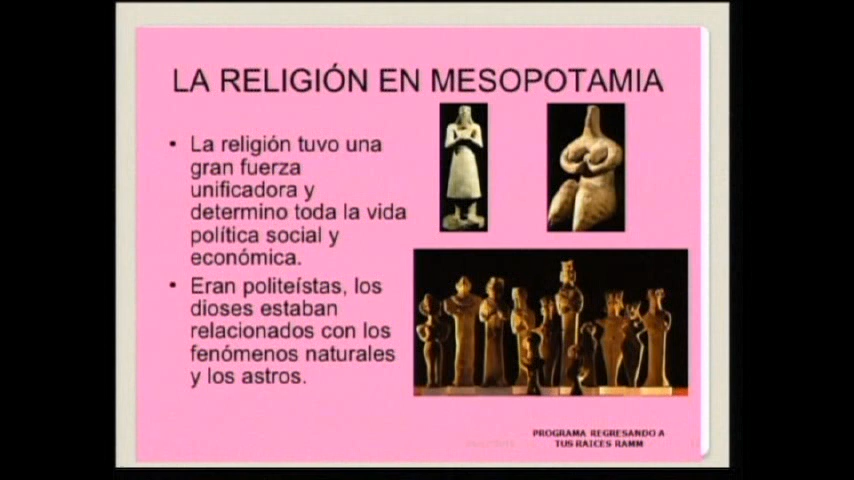 LA RELIGIÓN EN MESOPOTAMIA
• La religión tuvo una
gran fuerza
unificadora y
determino toda la vida
política social y
económica.
• Eran politeístas, los
dioses estaban
relacionados con los
fenómenos naturales
y los astros.
PROGRAMA REGRESANDO A
TUS RAICES RAMM